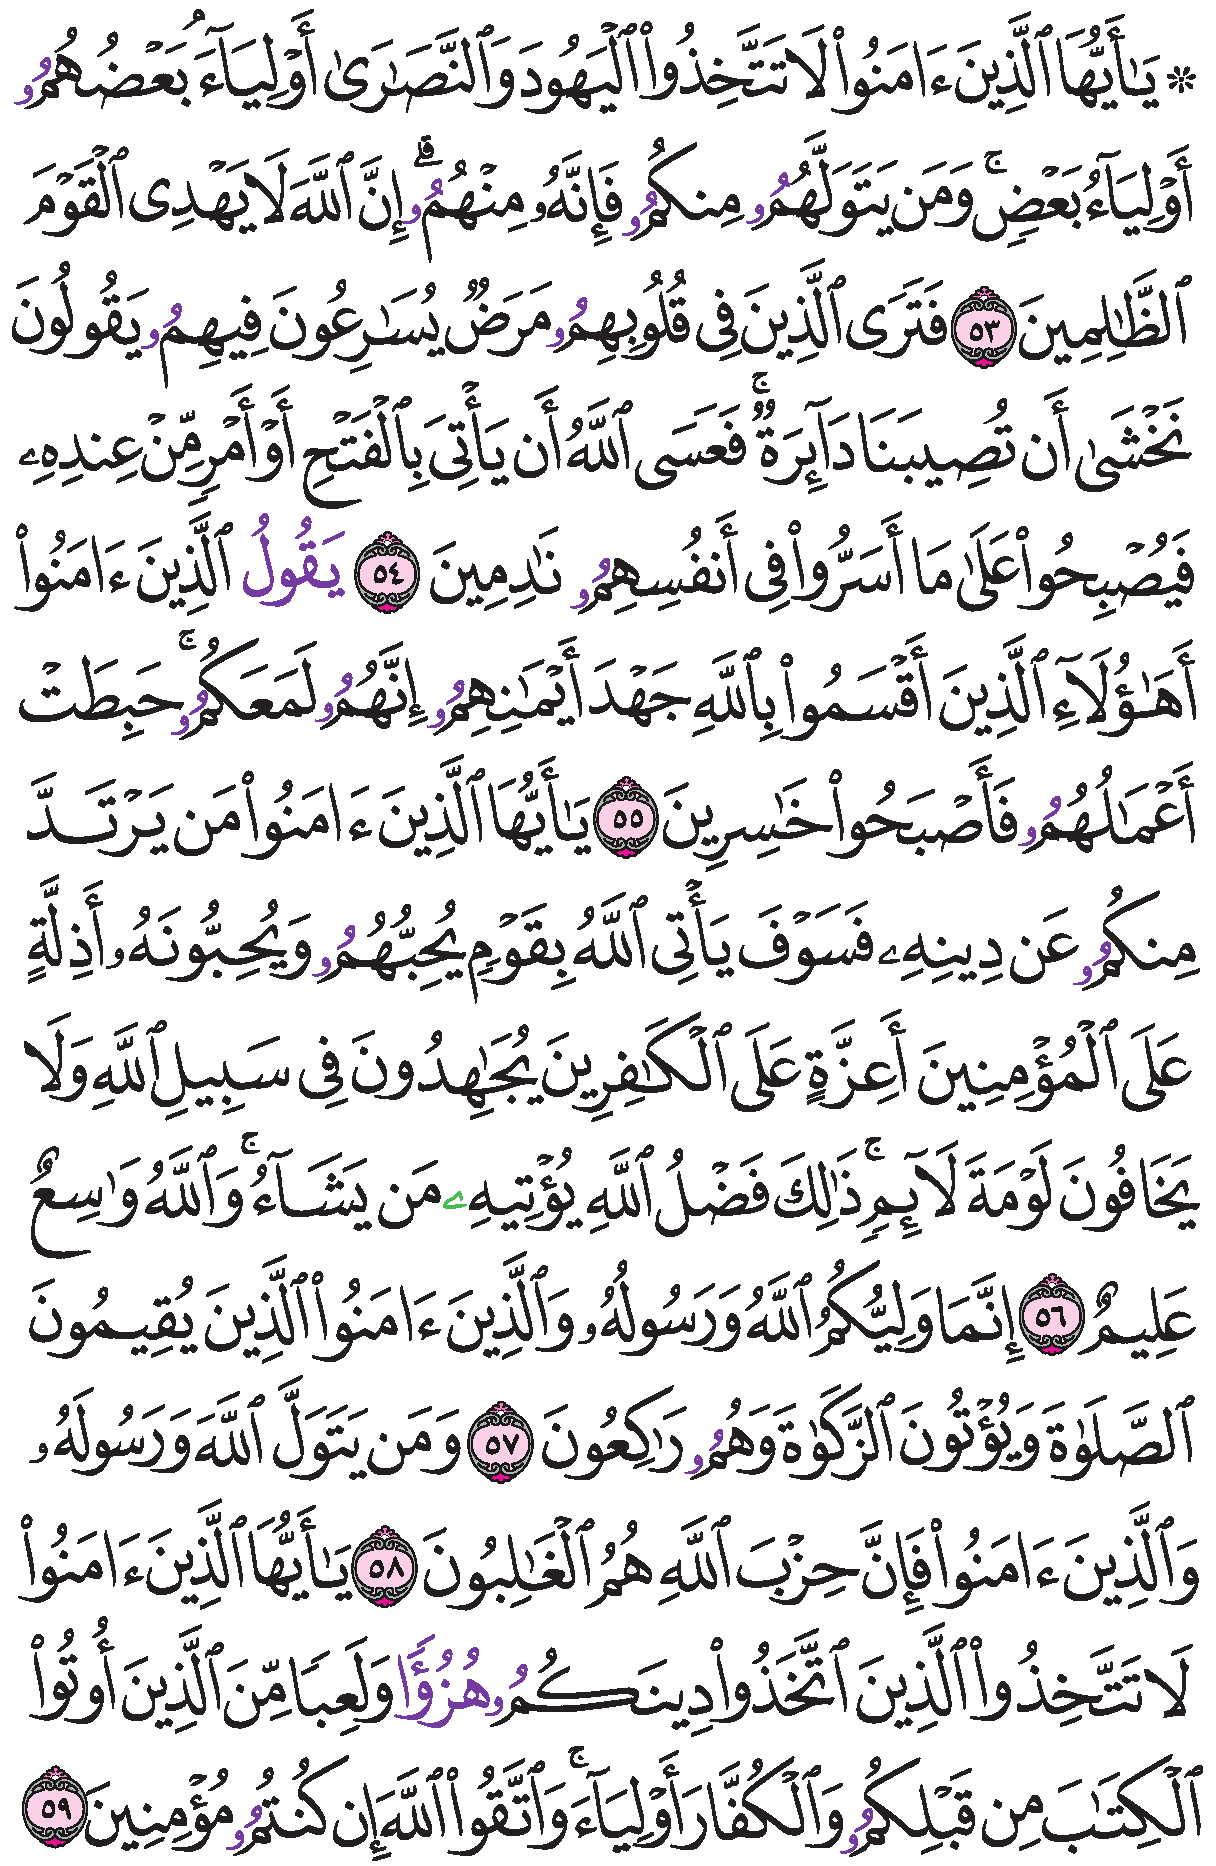 ۞ يَـٰٓأَيُّهَا ٱلَّذِينَ ءَامَنُوا۟ لَا تَتَّخِذُوا۟ ٱلْيَهُودَ وَٱلنَّصَـٰرَىٰٓ أَوْلِيَآءَ ۘ بَعْضُهُمُۥ
أَوْلِيَآءُ بَعْضٍ ۚ وَمَن يَتَوَلَّهُمُۥ مِنكُمُۥ فَإِنَّهُۥ مِنْهُمُۥٓ ۗ إِنَّ ٱللَّهَ لَا يَهْدِى ٱلْقَوْمَ
ٱلظَّـٰلِمِينَ ٥٣ فَتَرَى ٱلَّذِينَ فِى قُلُوبِهِمُۥ مَرَضٌ يُسَـٰرِعُونَ فِيهِمُۥ يَقُولُونَ
نَخْشَىٰٓ أَن تُصِيبَنَا دَآئِرَةٌ ۚ فَعَسَى ٱللَّهُ أَن يَأْتِىَ بِٱلْفَتْحِ أَوْ أَمْرٍ مِّنْ عِندِهِۦ
فَيُصْبِحُوا۟ عَلَىٰ مَآ أَسَرُّوا۟ فِىٓ أَنفُسِهِمُۥ نَـٰدِمِينَ ٥٤ يَقُولُ ٱلَّذِينَ ءَامَنُوٓا۟
أَهَـٰٓؤُلَآءِ ٱلَّذِينَ أَقْسَمُوا۟ بِٱللَّهِ جَهْدَ أَيْمَـٰنِهِمُۥٓ إِنَّهُمُۥ لَمَعَكُمُۥ ۚ حَبِطَتْ
أَعْمَـٰلُهُمُۥ فَأَصْبَحُوا۟ خَـٰسِرِينَ ٥٥ يَـٰٓأَيُّهَا ٱلَّذِينَ ءَامَنُوا۟ مَن يَرْتَدَّ
مِنكُمُۥ عَن دِينِهِۦ فَسَوْفَ يَأْتِى ٱللَّهُ بِقَوْمٍ يُحِبُّهُمُۥ وَيُحِبُّونَهُۥٓ أَذِلَّةٍ
عَلَى ٱلْمُؤْمِنِينَ أَعِزَّةٍ عَلَى ٱلْكَـٰفِرِينَ يُجَـٰهِدُونَ فِى سَبِيلِ ٱللَّهِ وَلَا
يَخَافُونَ لَوْمَةَ لَآئِمٍ ۚ ذَٰلِكَ فَضْلُ ٱللَّهِ يُؤْتِيهِۦ مَن يَشَآءُ ۚ وَٱللَّهُ وَٰسِعٌ
عَلِيمٌ ٥٦ إِنَّمَا وَلِيُّكُمُ ٱللَّهُ وَرَسُولُهُۥ وَٱلَّذِينَ ءَامَنُوا۟ ٱلَّذِينَ يُقِيمُونَ
ٱلصَّلَوٰةَ وَيُؤْتُونَ ٱلزَّكَوٰةَ وَهُمُۥ رَٰكِعُونَ ٥٧ وَمَن يَتَوَلَّ ٱللَّهَ وَرَسُولَهُۥ
وَٱلَّذِينَ ءَامَنُوا۟ فَإِنَّ حِزْبَ ٱللَّهِ هُمُ ٱلْغَـٰلِبُونَ ٥٨ يَـٰٓأَيُّهَا ٱلَّذِينَ ءَامَنُوا۟
لَا تَتَّخِذُوا۟ ٱلَّذِينَ ٱتَّخَذُوا۟ دِينَكُمُۥ هُزُؤًا وَلَعِبًا مِّنَ ٱلَّذِينَ أُوتُوا۟
ٱلْكِتَـٰبَ مِن قَبْلِكُمُۥ وَٱلْكُفَّارَ أَوْلِيَآءَ ۚ وَٱتَّقُوا۟ ٱللَّهَ إِن كُنتُمُۥ مُؤْمِنِينَ ٥٩